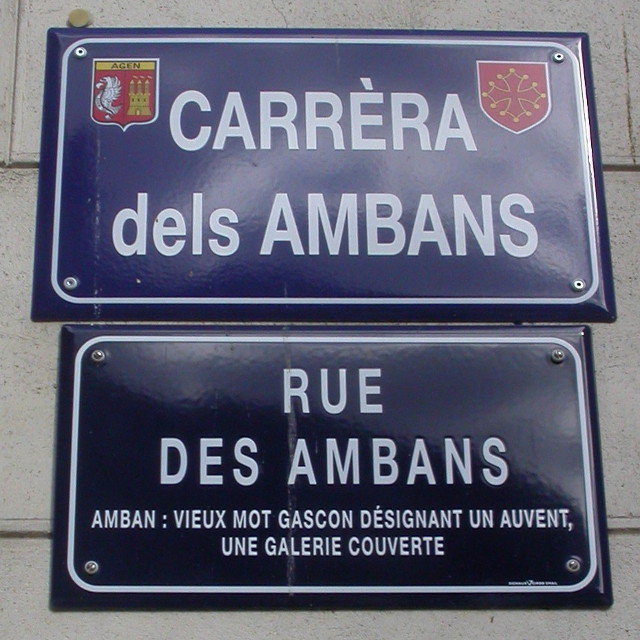 AGEN
CARRÈRA
dels AMBANS
RUE
DES AMBANS
AMBAN : VIEUX MOT GASCON DÉSIGNANT UN AUVENT,
UNE GALERIE COUVERTE